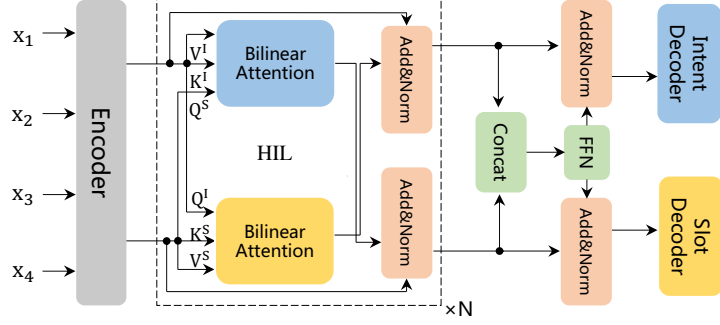 x1
x2
x3
x4
Encoder
V^I
K^I
Q^S
Bilinear
Attention
HIL
Q^I
K^S
V^S
Bilinear
Attention
Add&Norm
Add&Norm
×N
Concat
FFN
Add&Norm
Add&Norm
Intent
Decoder
Slot
Decoder